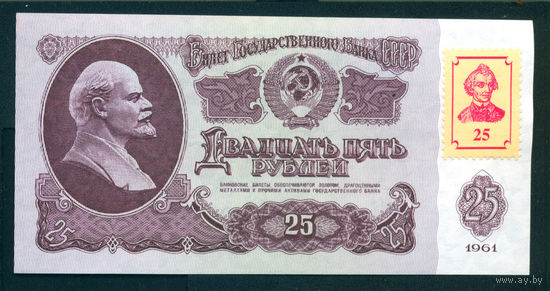 Билет Государственного Банка СССР
Двадцать пять
рублей
БАНКОВСКИЕ БИЛЕТЫ ОБЕСПЕЧИВАЮТСЯ ЗОЛОТОМ, ДРАГОЦЕННЫМИ
МЕТАЛЛАМИ И ПРОЧИМИ АКТИВАМИ ГОСУДАРСТВЕННОГО БАНКА
25
25
25
25
25
1961
www.ay.by